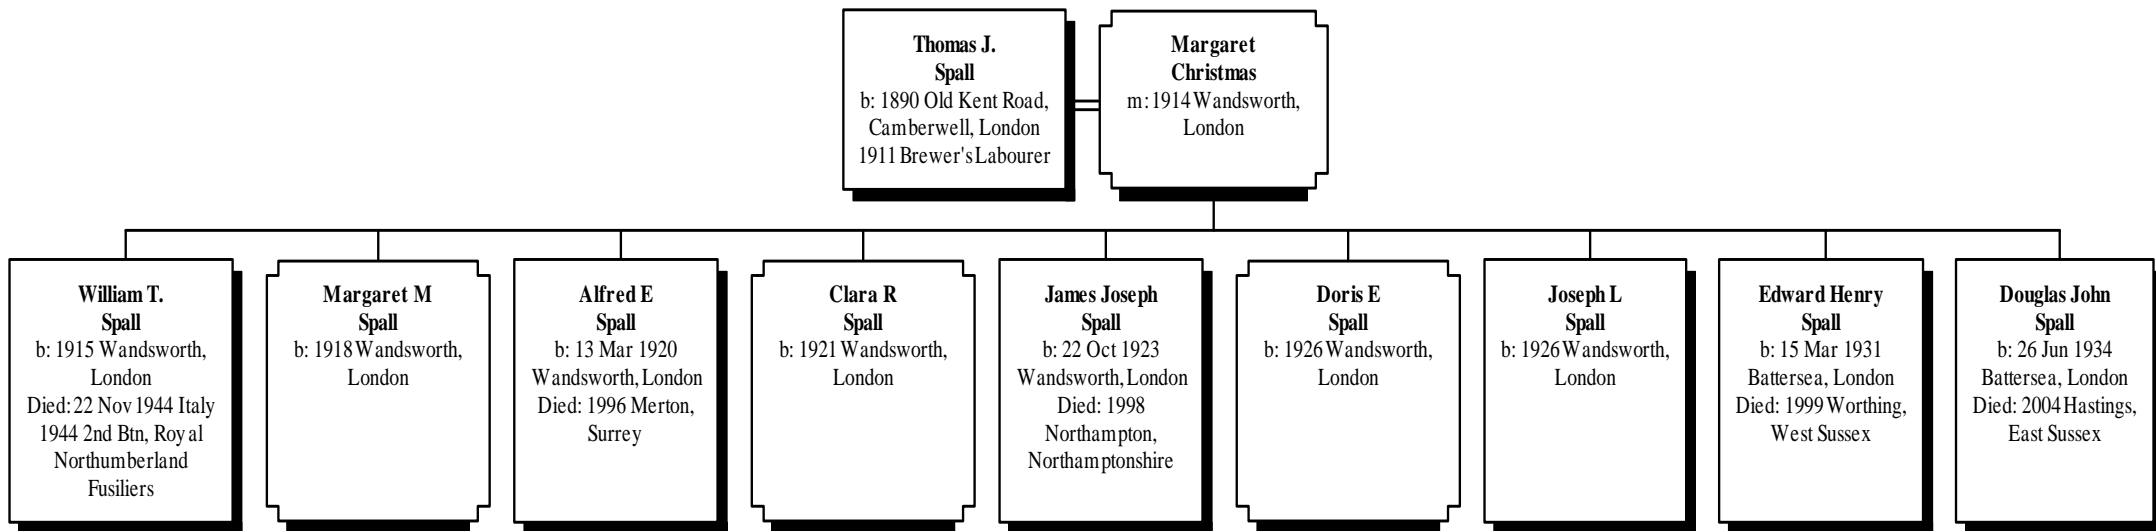 Thomas J.
Spall
b: 1890 Old Kent Road,
Camberwell, London
1911 Brewer's Labourer
Margaret
Christmas
m: 1914 Wandsworth,
London
William T.
Spall
b: 1915 Wandsworth,
London
Died: 22 Nov 1944 Italy
1944 2nd Btn, Royal
Northumberland
Fusiliers
Margaret M
Spall
b: 1918 Wandsworth,
London
Alfred E
Spall
b: 13 Mar 1920
Wandsworth, London
Died: 1996 Merton,
Surrey
Clara R
Spall
b: 1921 Wandsworth,
London
James Joseph
Spall
b: 22 Oct 1923
Wandsworth, London
Died: 1998
Northampton,
Northamptonshire
Doris E
Spall
b: 1926 Wandsworth,
London
Joseph L
Spall
b: 1926 Wandsworth,
London
Edward Henry
Spall
b: 15 Mar 1931
Battersea, London
Died: 1999 Worthing,
West Sussex
Douglas John
Spall
b: 26 Jun 1934
Battersea, London
Died: 2004 Hastings,
East Sussex